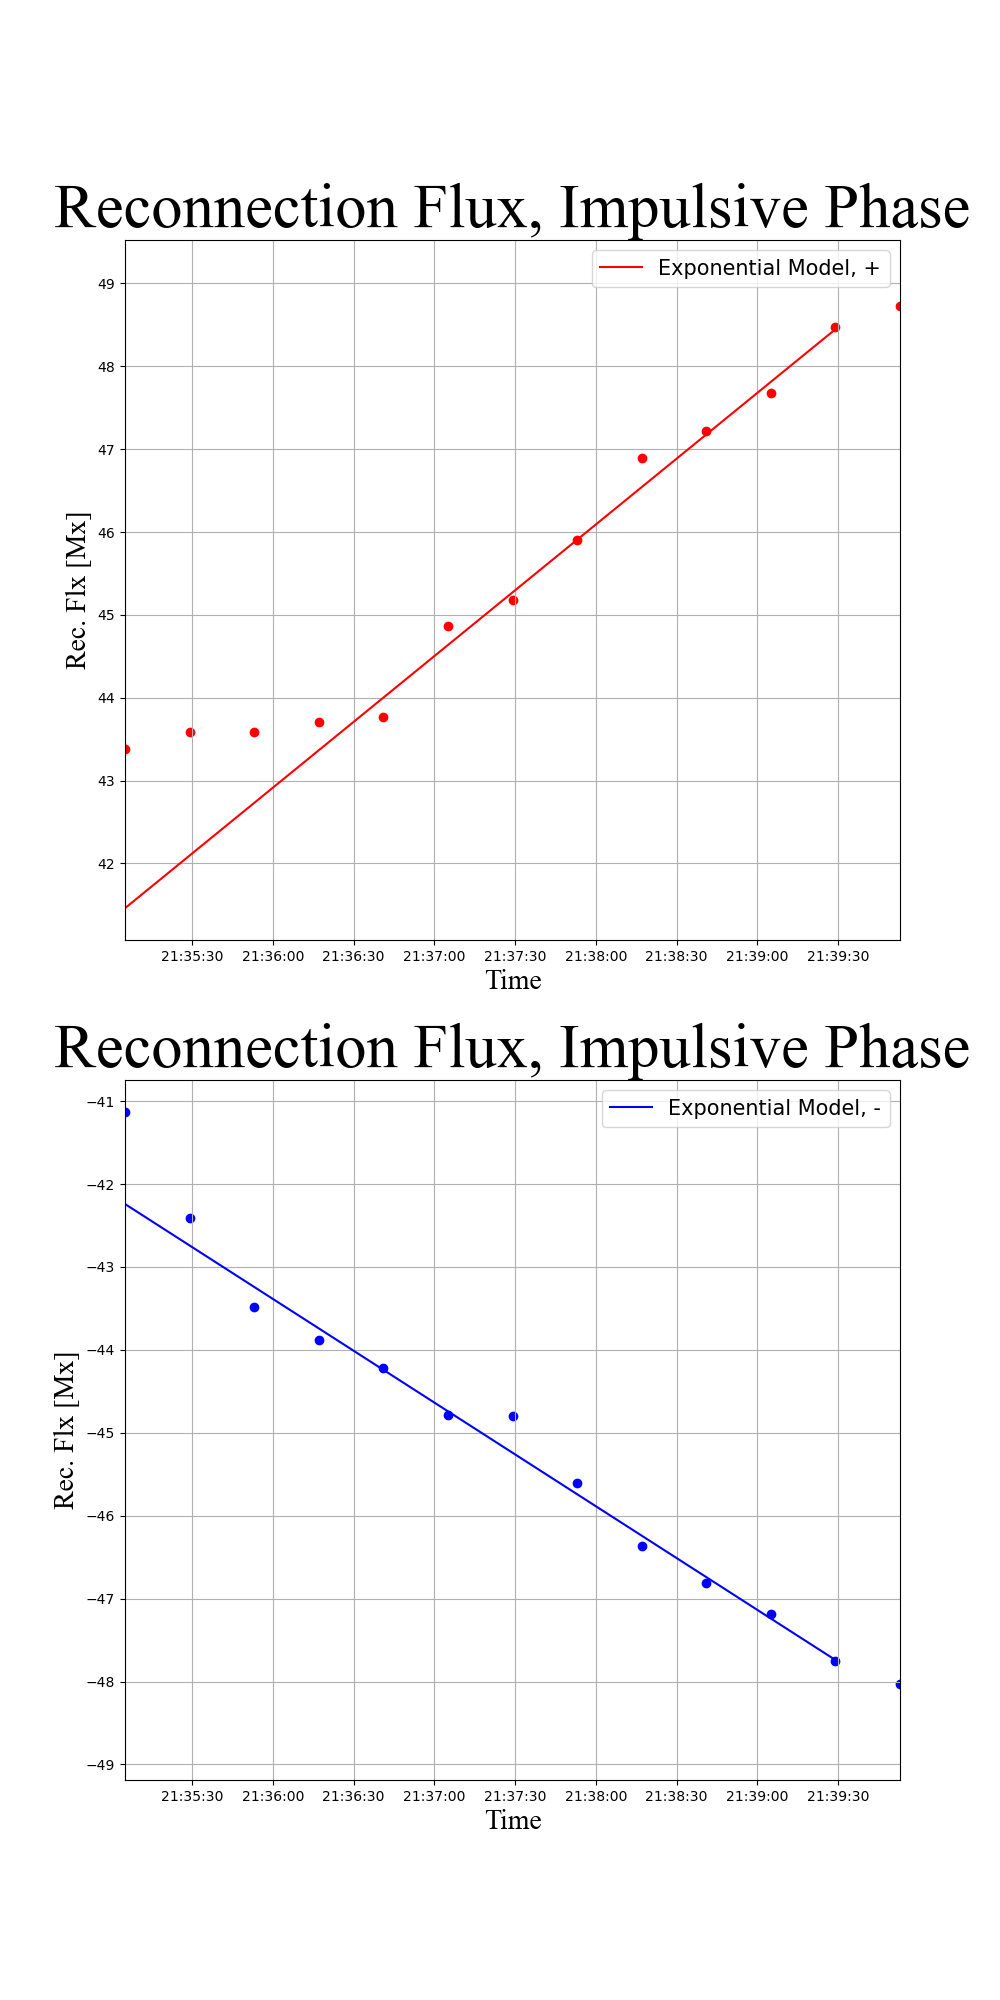 Reconnection Flux, Impulsive Phase
Exponential Model, +
49
48
47
46
45
44
43
42
Rec. Flx [Mx]
21:35:30 21:36:00 21:36:30 21:37:00 21:37:30 21:38:00 21:38:30 21:39:00 21:39:30
Time
Reconnection Flux, Impulsive Phase
Exponential Model, -
−41
−42
−43
−44
−45
−46
−47
−48
−49
Rec. Flx [Mx]
21:35:30 21:36:00 21:36:30 21:37:00 21:37:30 21:38:00 21:38:30 21:39:00 21:39:30
Time